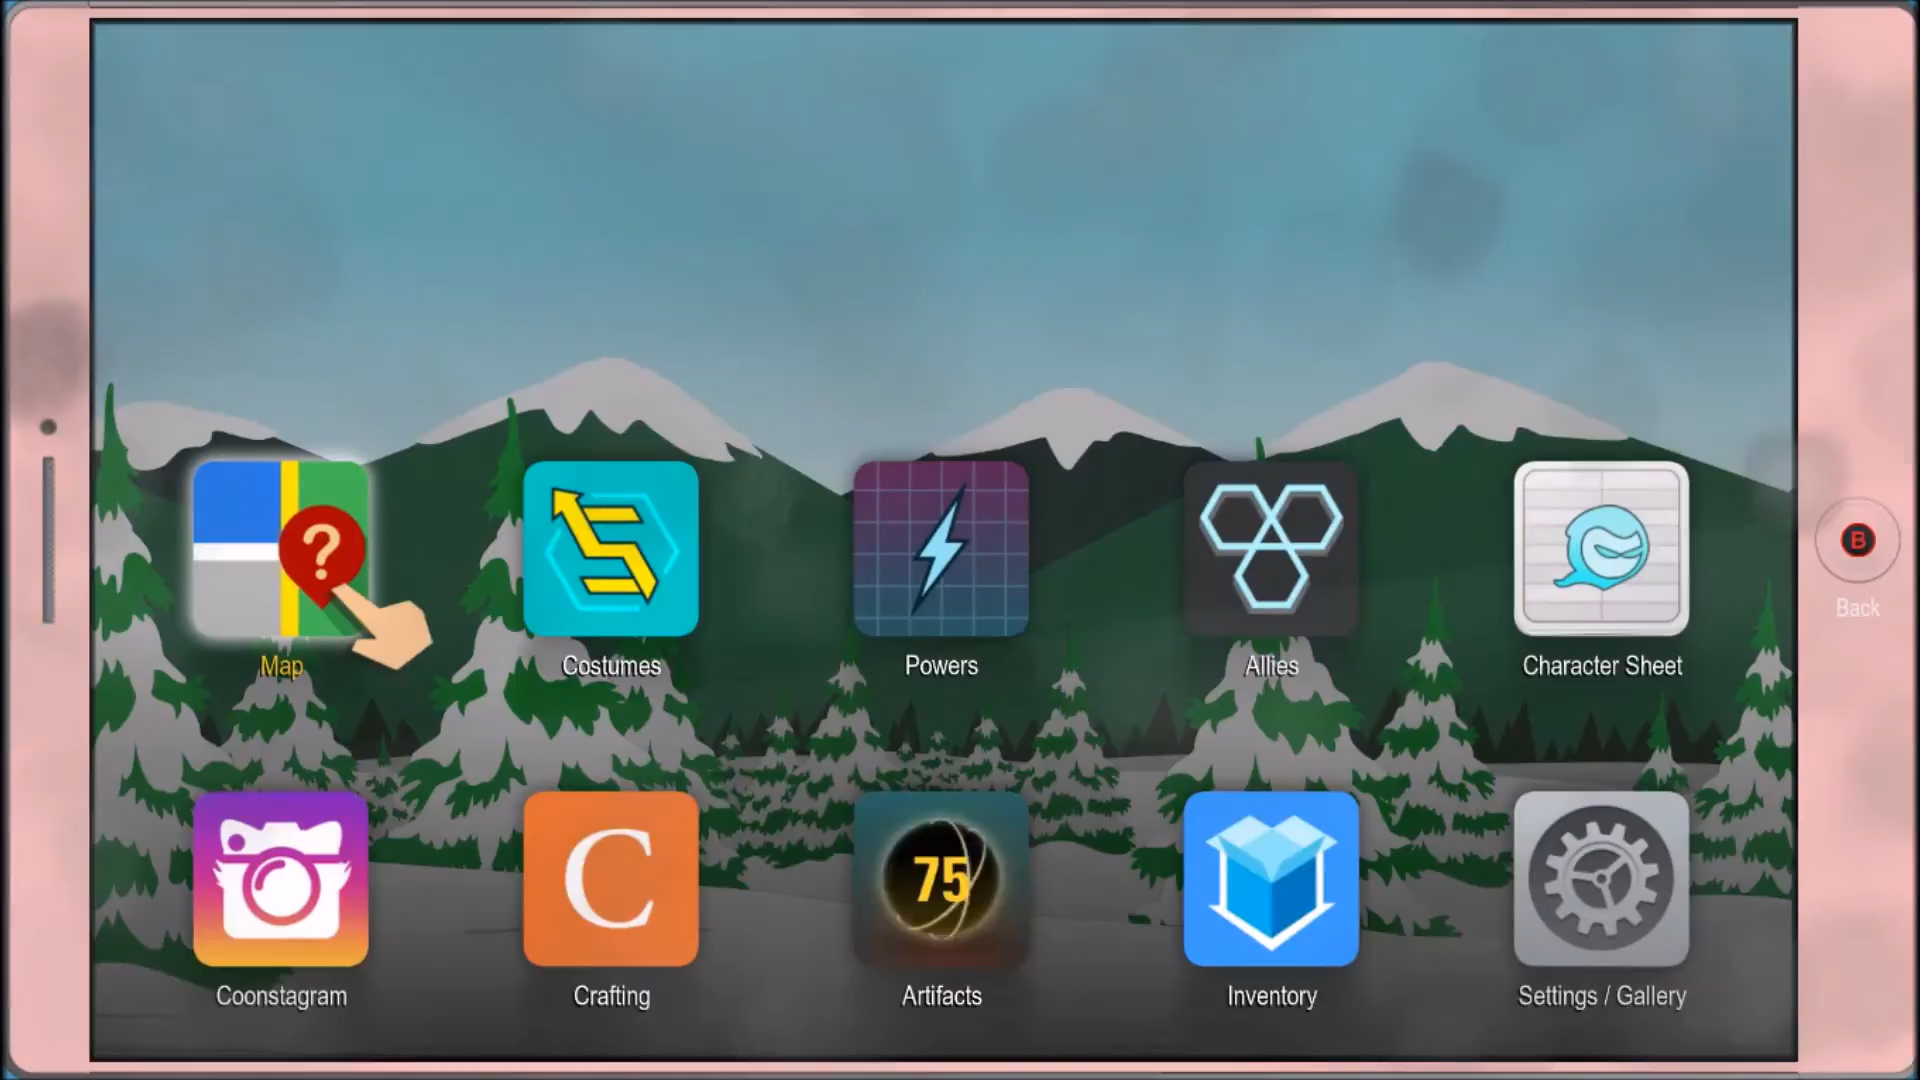 ?
Map
Costumes
Powers
Allies
Character Sheet
B
Back
C
75
Coonstagram
Crafting
Artifacts
Inventory
Settings / Gallery